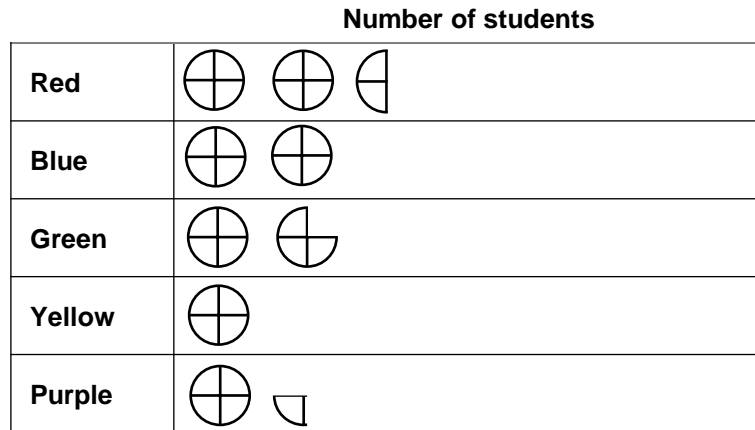 Number of students
Red
Blue
Green
Yellow
Purple